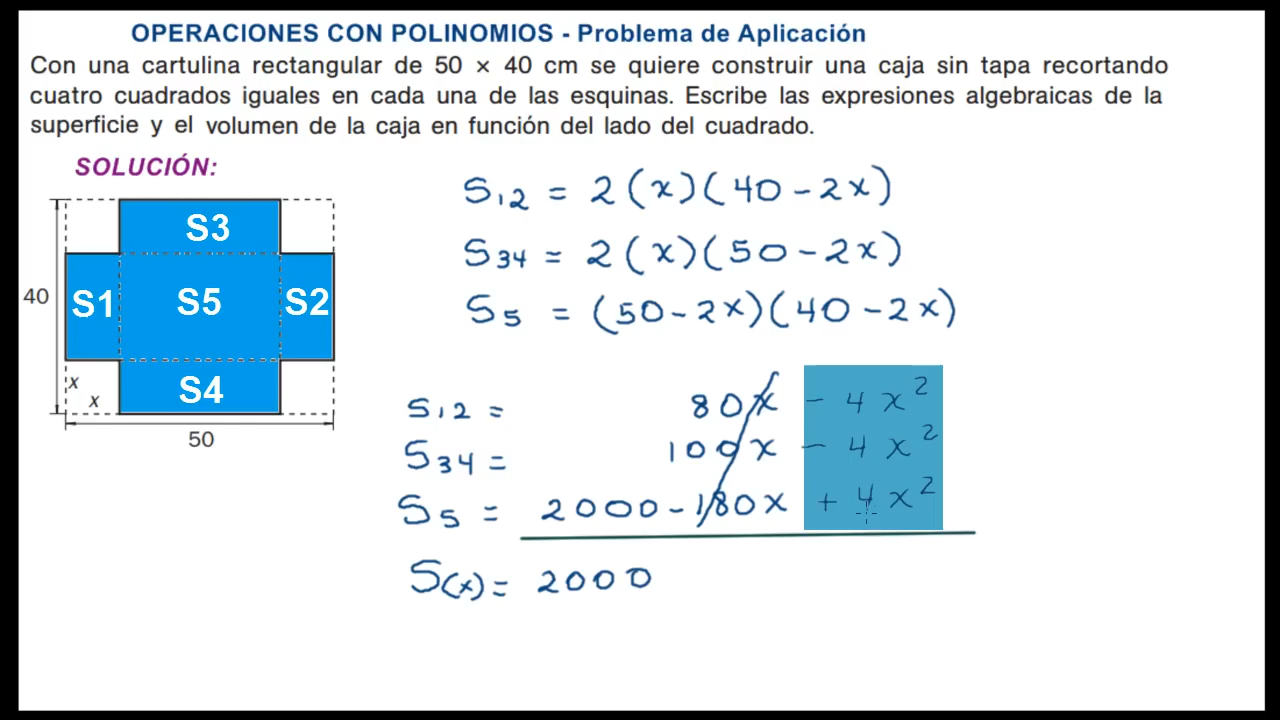 OPERACIONES CON POLINOMIOS - Problema de Aplicación
Con una cartulina rectangular de 50 × 40 cm se quiere construir una caja sin tapa recortando
cuatro cuadrados iguales en cada una de las esquinas. Escribe las expresiones algebraicas de la
superficie y el volumen de la caja en función del lado del cuadrado.
SOLUCIÓN:
S3
40
S1
S5
S2
x
x
S4
50
S₁₂ = 2(x)(40-2x)
S₃₄ = 2(x)(50-2x)
S₅ = (50-2x)(40-2x)
S₁₂ = 80x - 4x²
S₃₄ = 100x - 4x²
S₅ = 2000-180x + 4x²
S(x) = 2000